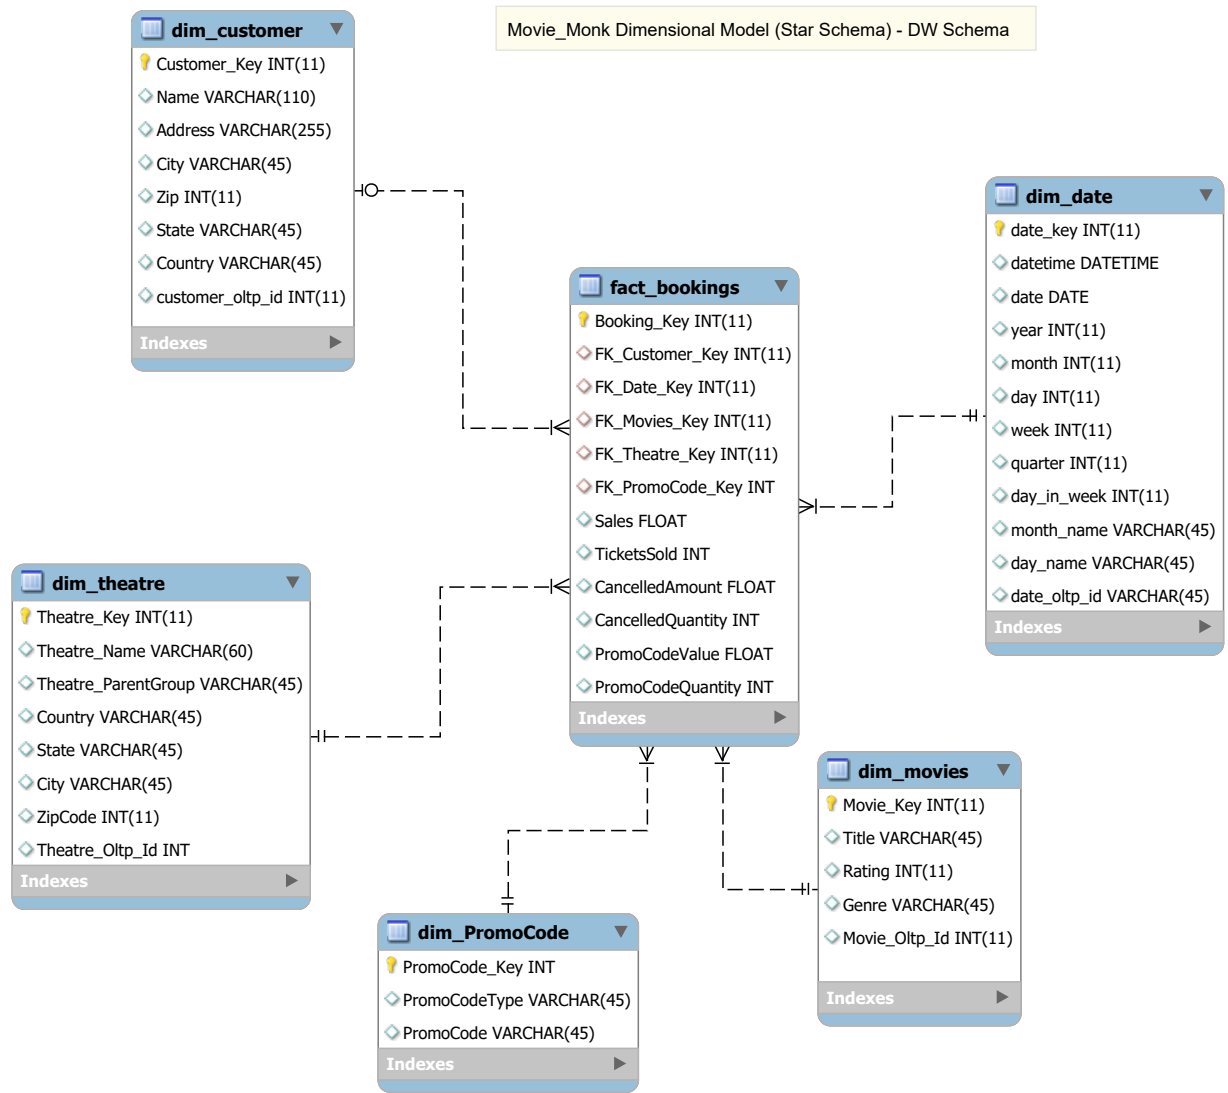 Movie_Monk Dimensional Model (Star Schema) - DW Schema
dim_customer
Customer_Key INT(11)
Name VARCHAR(110)
Address VARCHAR(255)
City VARCHAR(45)
Zip INT(11)
State VARCHAR(45)
Country VARCHAR(45)
customer_oltp_id INT(11)
Indexes
dim_date
date_key INT(11)
datetime DATETIME
date DATE
year INT(11)
month INT(11)
day INT(11)
week INT(11)
quarter INT(11)
day_in_week INT(11)
month_name VARCHAR(45)
day_name VARCHAR(45)
date_oltp_id VARCHAR(45)
Indexes
fact_bookings
Booking_Key INT(11)
FK_Customer_Key INT(11)
FK_Date_Key INT(11)
FK_Movies_Key INT(11)
FK_Theatre_Key INT(11)
FK_PromoCode_Key INT
Sales FLOAT
TicketsSold INT
CancelledAmount FLOAT
CancelledQuantity INT
PromoCodeValue FLOAT
PromoCodeQuantity INT
Indexes
dim_theatre
Theatre_Key INT(11)
Theatre_Name VARCHAR(60)
Theatre_ParentGroup VARCHAR(45)
Country VARCHAR(45)
State VARCHAR(45)
City VARCHAR(45)
ZipCode INT(11)
Theatre_Oltp_Id INT
Indexes
dim_movies
Movie_Key INT(11)
Title VARCHAR(45)
Rating INT(11)
Genre VARCHAR(45)
Movie_Oltp_Id INT(11)
Indexes
dim_PromoCode
PromoCode_Key INT
PromoCodeType VARCHAR(45)
PromoCode VARCHAR(45)
Indexes